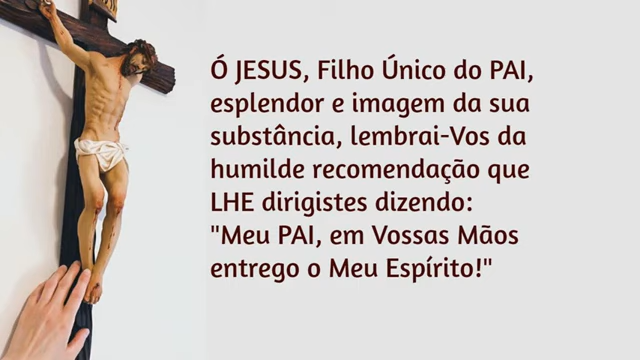 Ó JESUS, Filho Único do PAI,
esplendor e imagem da sua
substância, lembrai-Vos da
humilde recomendação que
LHE dirigistes dizendo:
"Meu PAI, em Vossas Mãos
entrego o Meu Espírito!"